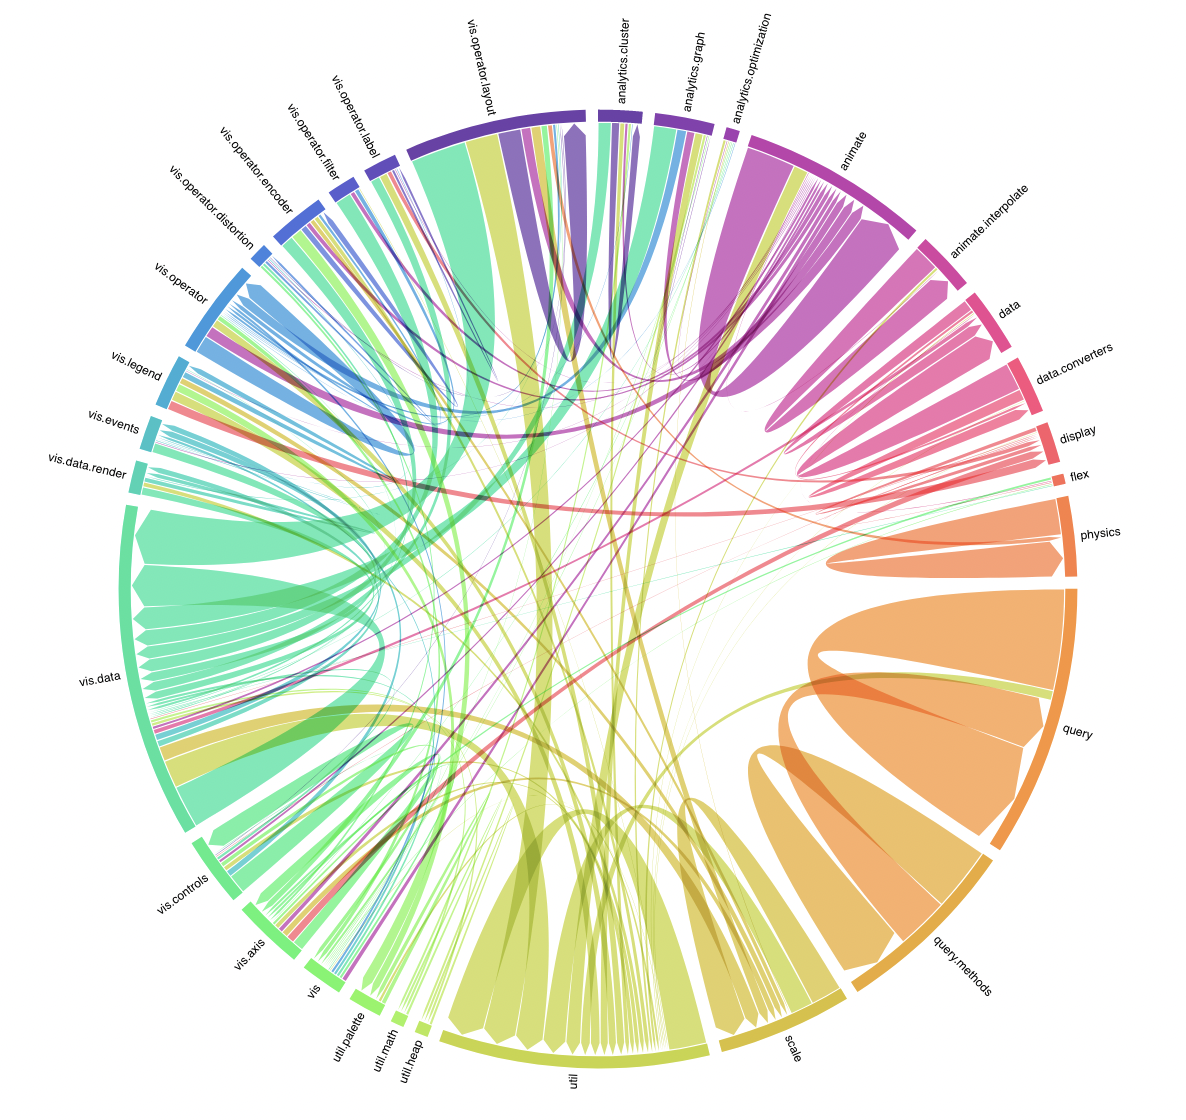 analytics.cluster
analytics.graph
analytics.optimization
animate
animate.interpolate
data
data.converters
display
flex
physics
query
query.methods
scale
util
util.heap
util.math
util.palette
vis
vis.axis
vis.controls
vis.data
vis.data.render
vis.events
vis.legend
vis.operator
vis.operator.distortion
vis.operator.encoder
vis.operator.filter
vis.operator.label
vis.operator.layout